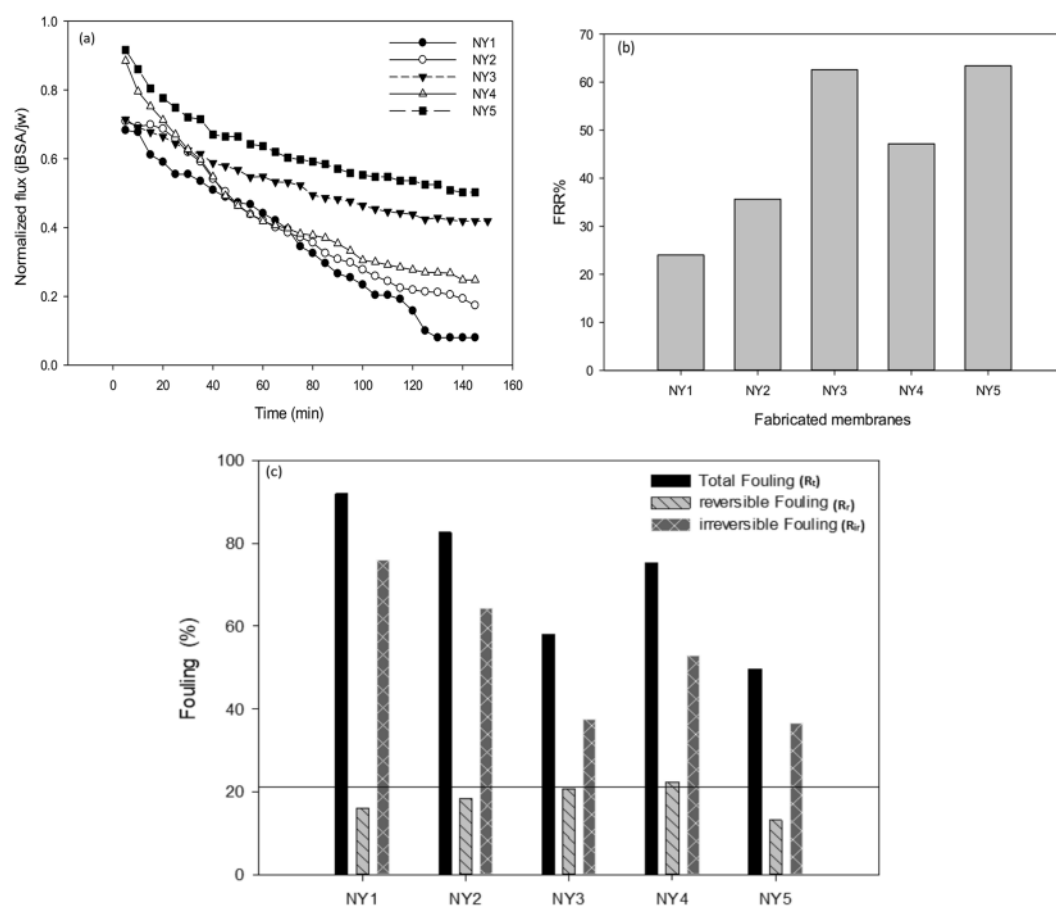 (a)
NY1
NY2
NY3
NY4
NY5
Normalized flux (jBSA/jw)
1.0
0.8
0.6
0.4
0.2
0.0
0 20 40 60 80 100 120 140 160
Time (min)
(b)
FRR%
70
60
50
40
30
20
10
0
NY1 NY2 NY3 NY4 NY5
Fabricated membranes
(c)
Total Fouling (Rt)
reversible Fouling (Rr)
irreversible Fouling (Rir)
Fouling (%)
100
80
60
40
20
0
NY1 NY2 NY3 NY4 NY5